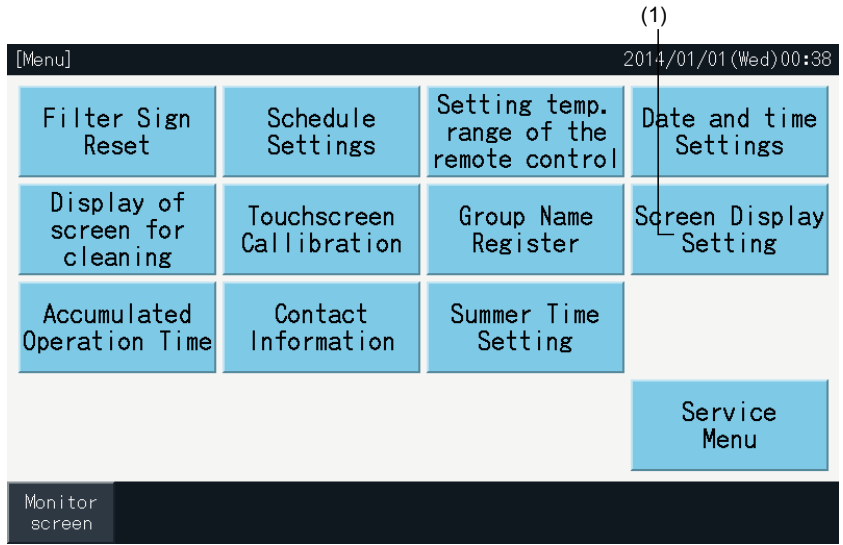 (1)
[Menu] 2014/01/01(Wed)00:38
Filter Sign
Reset
Schedule
Settings
Setting temp.
range of the
remote control
Date and time
Settings
Display of
screen for
cleaning
Touchscreen
Callibration
Group Name
Register
Screen Display
Setting
Accumulated
Operation Time
Contact
Information
Summer Time
Setting
Service
Menu
Monitor
screen